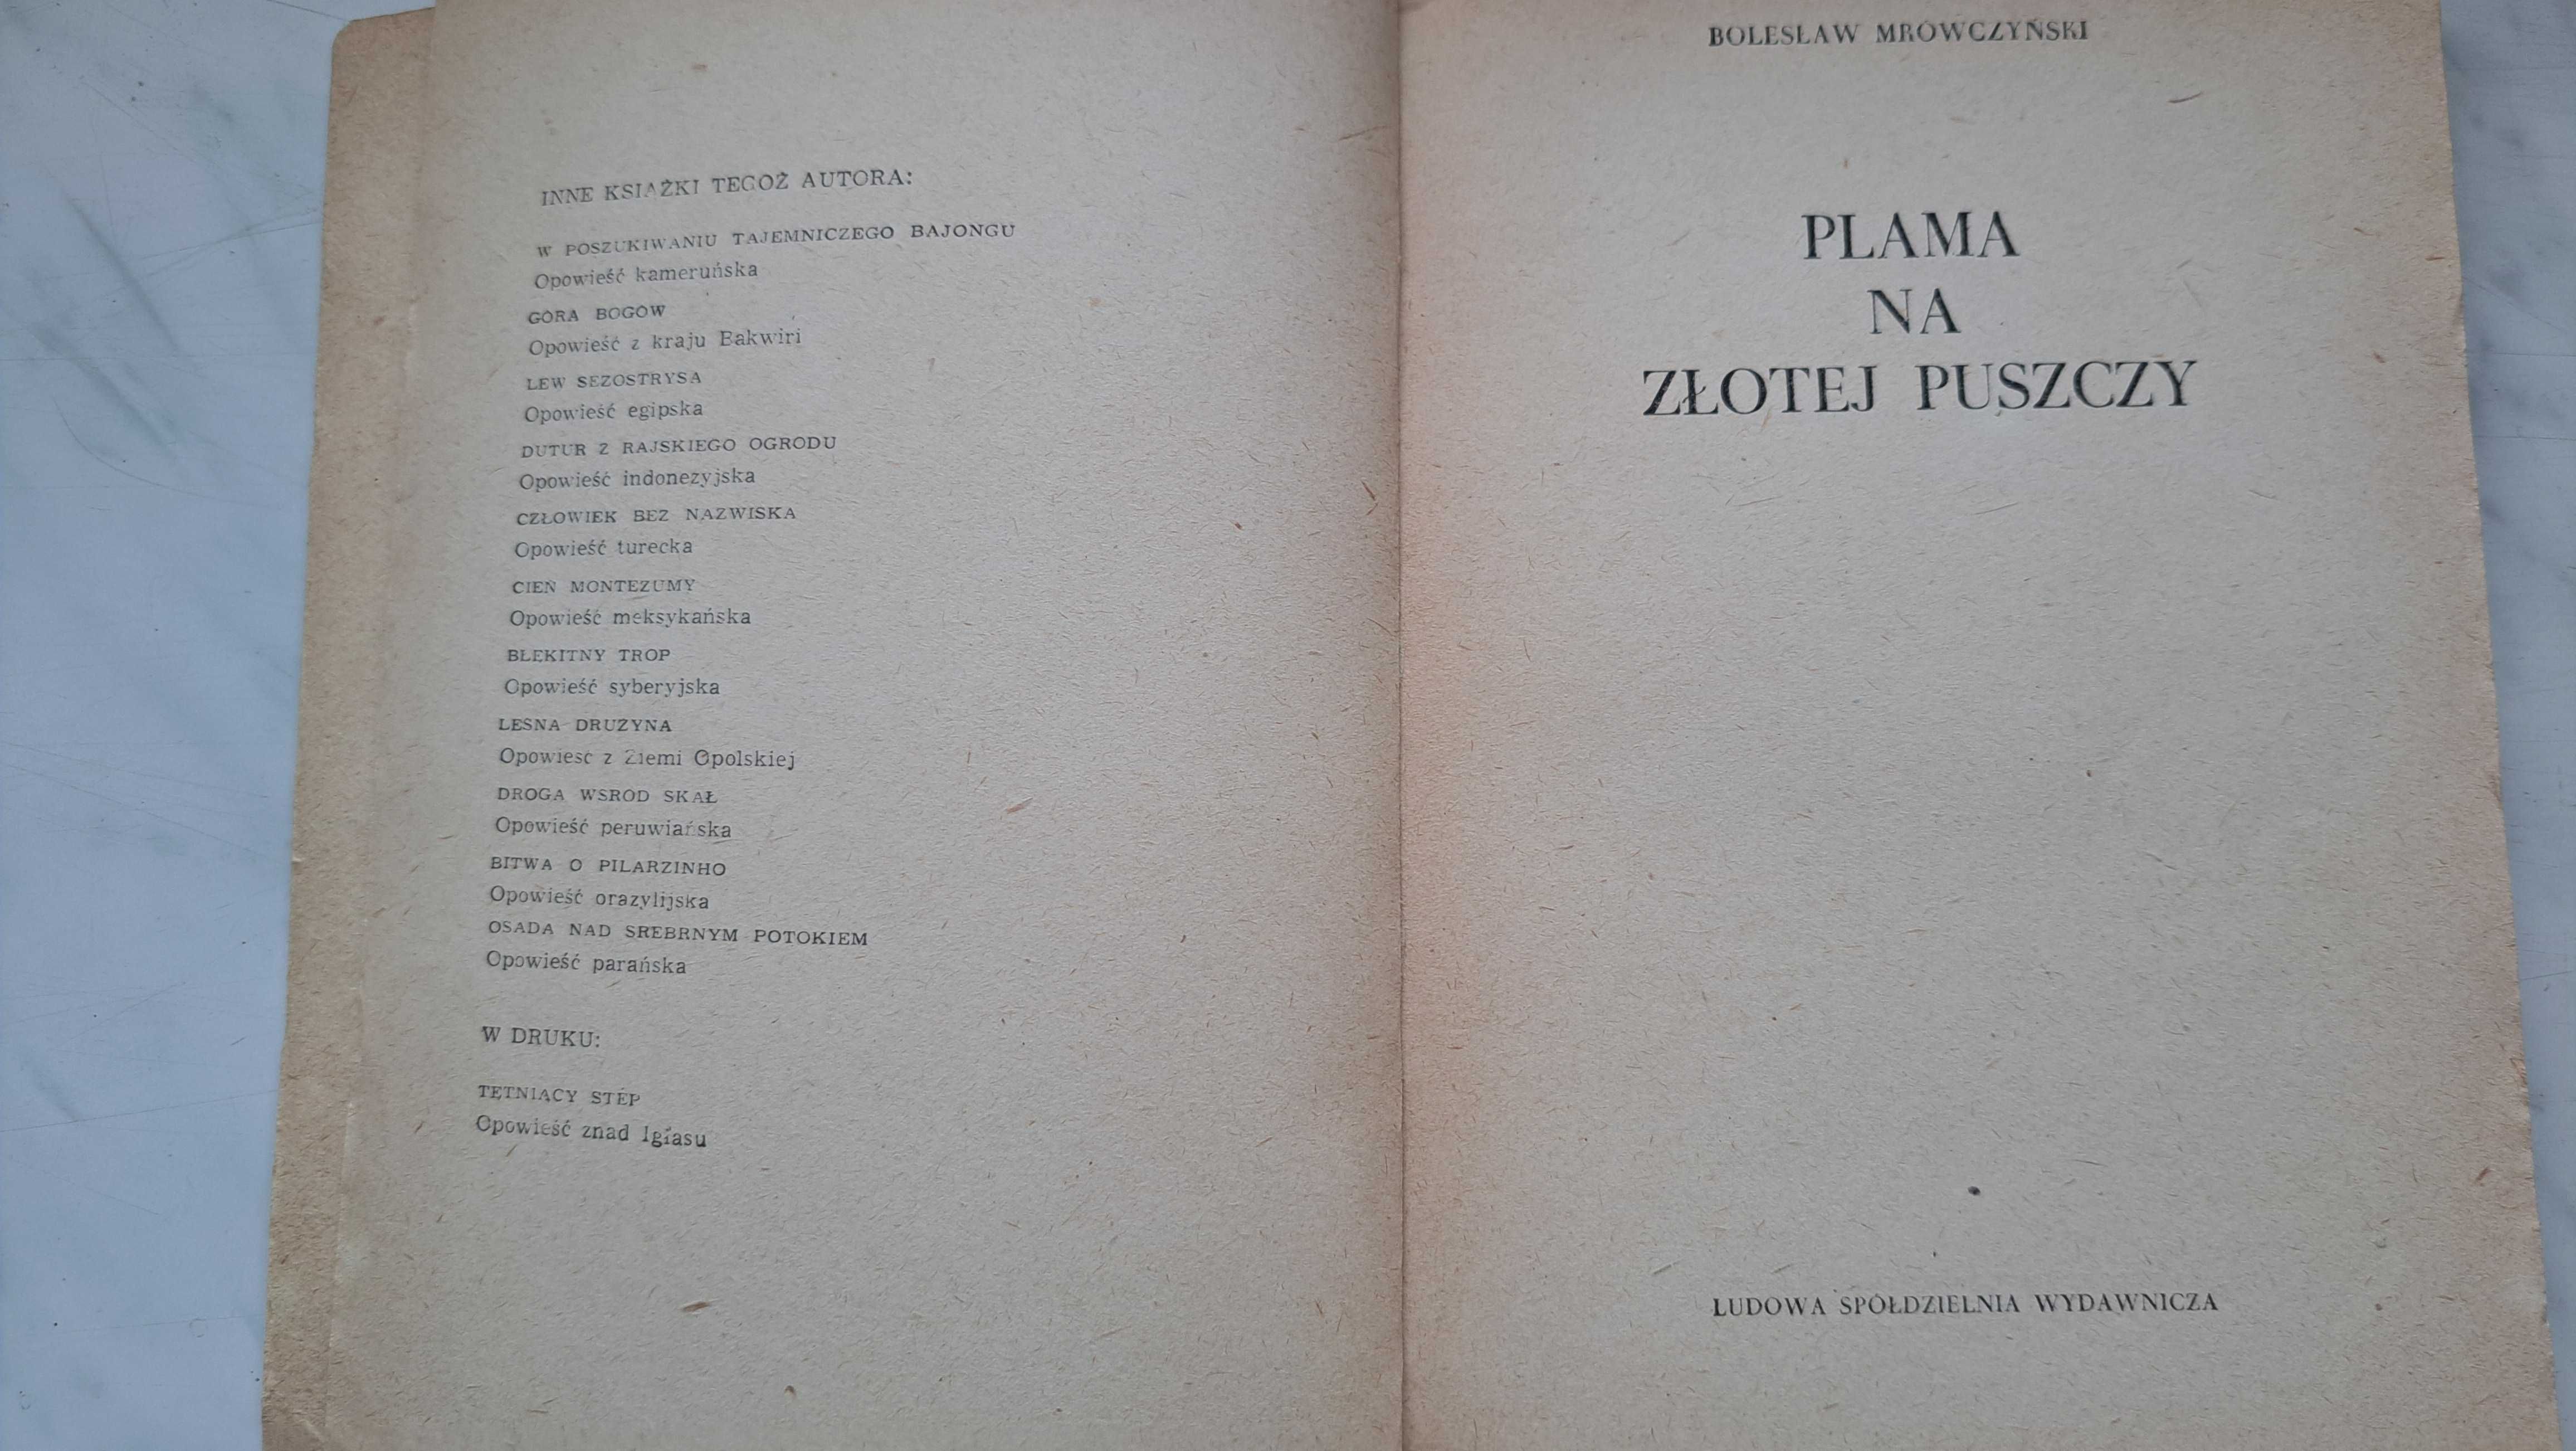 INNE KSIĄŻKI TEGOŻ AUTORA:
W POSZUKIWANIU TAJEMNICZEGO BAJONGU
Opowieść kameruńska
GÓRA BOGÓW
Opowieść z kraju Bakwiri
LEW SEZOSTRYSA
Opowieść egipska
DUTUR Z RAJSKIEGO OGRODU
Opowieść indonezyjska
CZŁOWIEK BEZ NAZWISKA
Opowieść turecka
CIEŃ MONTEZUMY
Opowieść meksykańska
BŁĘKITNY TROP
Opowieść syberyjska
LEŚNA DRUŻYNA
Opowieść z Ziemi Opolskiej
DROGA WŚRÓD SKAŁ
Opowieść peruwiańska
BITWA O PILARZINHO
Opowieść brazylijska
OSADA NAD SREBRNYM POTOKIEM
Opowieść parańska
W DRUKU:
TĘTNIĄCY STEP
Opowieść znad Igłasu
BOLESŁAW MRÓWCZYŃSKI
PLAMA
NA
ZŁOTEJ PUSZCZY
LUDOWA SPÓŁDZIELNIA WYDAWNICZA